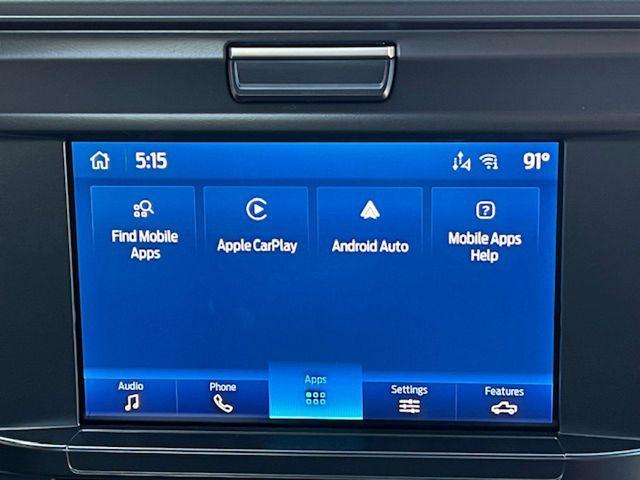 5:15
91°
Find Mobile
Apps
Apple CarPlay
Android Auto
Mobile Apps
Help
Audio
Phone
Apps
Settings
Features